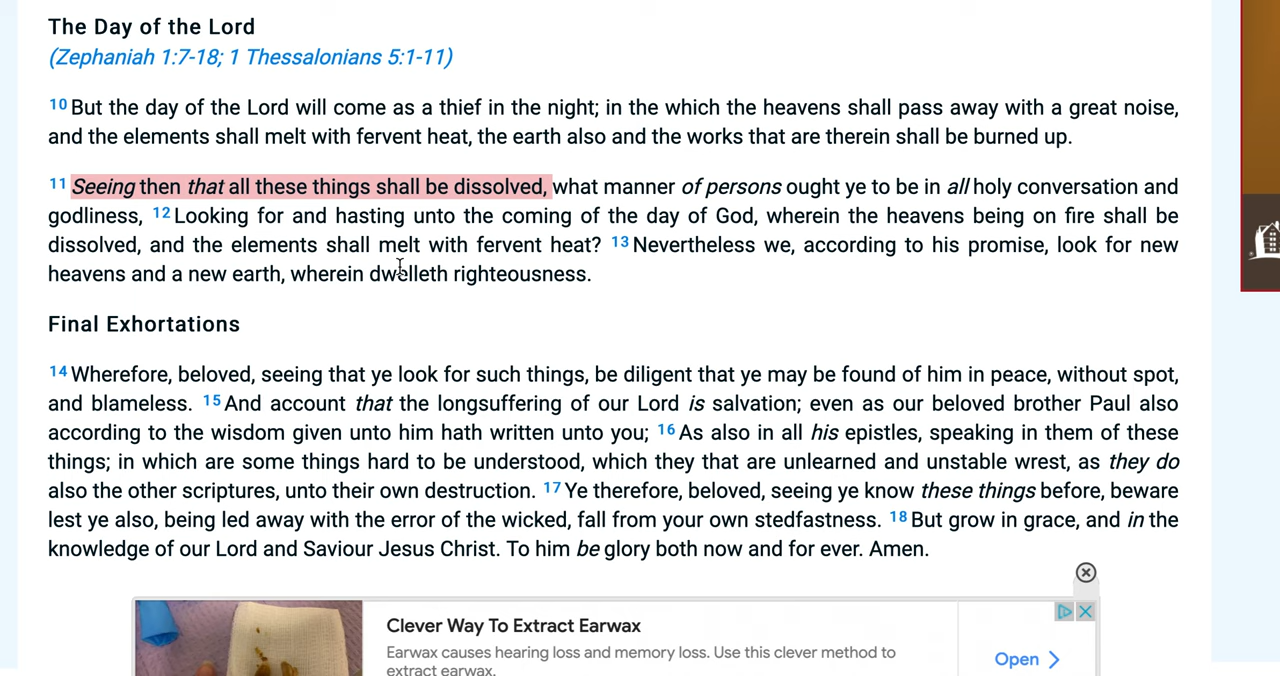 The Day of the Lord
(Zephaniah 1:7-18; 1 Thessalonians 5:1-11)
10 But the day of the Lord will come as a thief in the night; in the which the heavens shall pass away with a great noise,
and the elements shall melt with fervent heat, the earth also and the works that are therein shall be burned up.
11 Seeing then that all these things shall be dissolved, what manner of persons ought ye to be in all holy conversation and
godliness, 12 Looking for and hasting unto the coming of the day of God, wherein the heavens being on fire shall be
dissolved, and the elements shall melt with fervent heat? 13 Nevertheless we, according to his promise, look for new
heavens and a new earth, wherein dwelleth righteousness.
Final Exhortations
14 Wherefore, beloved, seeing that ye look for such things, be diligent that ye may be found of him in peace, without spot,
and blameless. 15 And account that the longsuffering of our Lord is salvation; even as our beloved brother Paul also
according to the wisdom given unto him hath written unto you; 16 As also in all his epistles, speaking in them of these
things; in which are some things hard to be understood, which they that are unlearned and unstable wrest, as they do
also the other scriptures, unto their own destruction. 17 Ye therefore, beloved, seeing ye know these things before, beware
lest ye also, being led away with the error of the wicked, fall from your own stedfastness. 18 But grow in grace, and in the
knowledge of our Lord and Saviour Jesus Christ. To him be glory both now and for ever. Amen.
Clever Way To Extract Earwax
Earwax causes hearing loss and memory loss. Use this clever method to
extract earwax.
Open